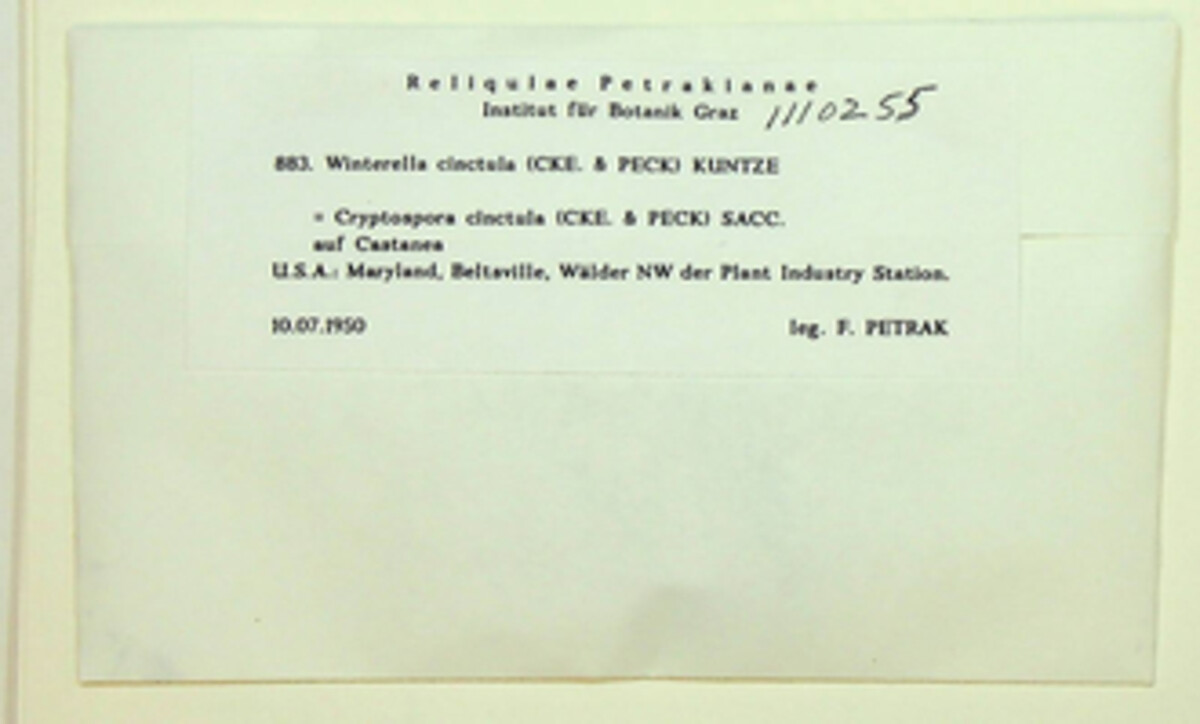 Reliquiae Petrakianae
Institut für Botanik Graz 1110255
883. Winterella cinctula (CKE. & PECK) KUNTZE
= Cryptospora cinctula (CKE. & PECK) SACC.
auf Castanea
U.S.A.: Maryland, Beltsville, Wälder NW der Plant Industry Station.
10.07.1950 leg. F. PETRAK